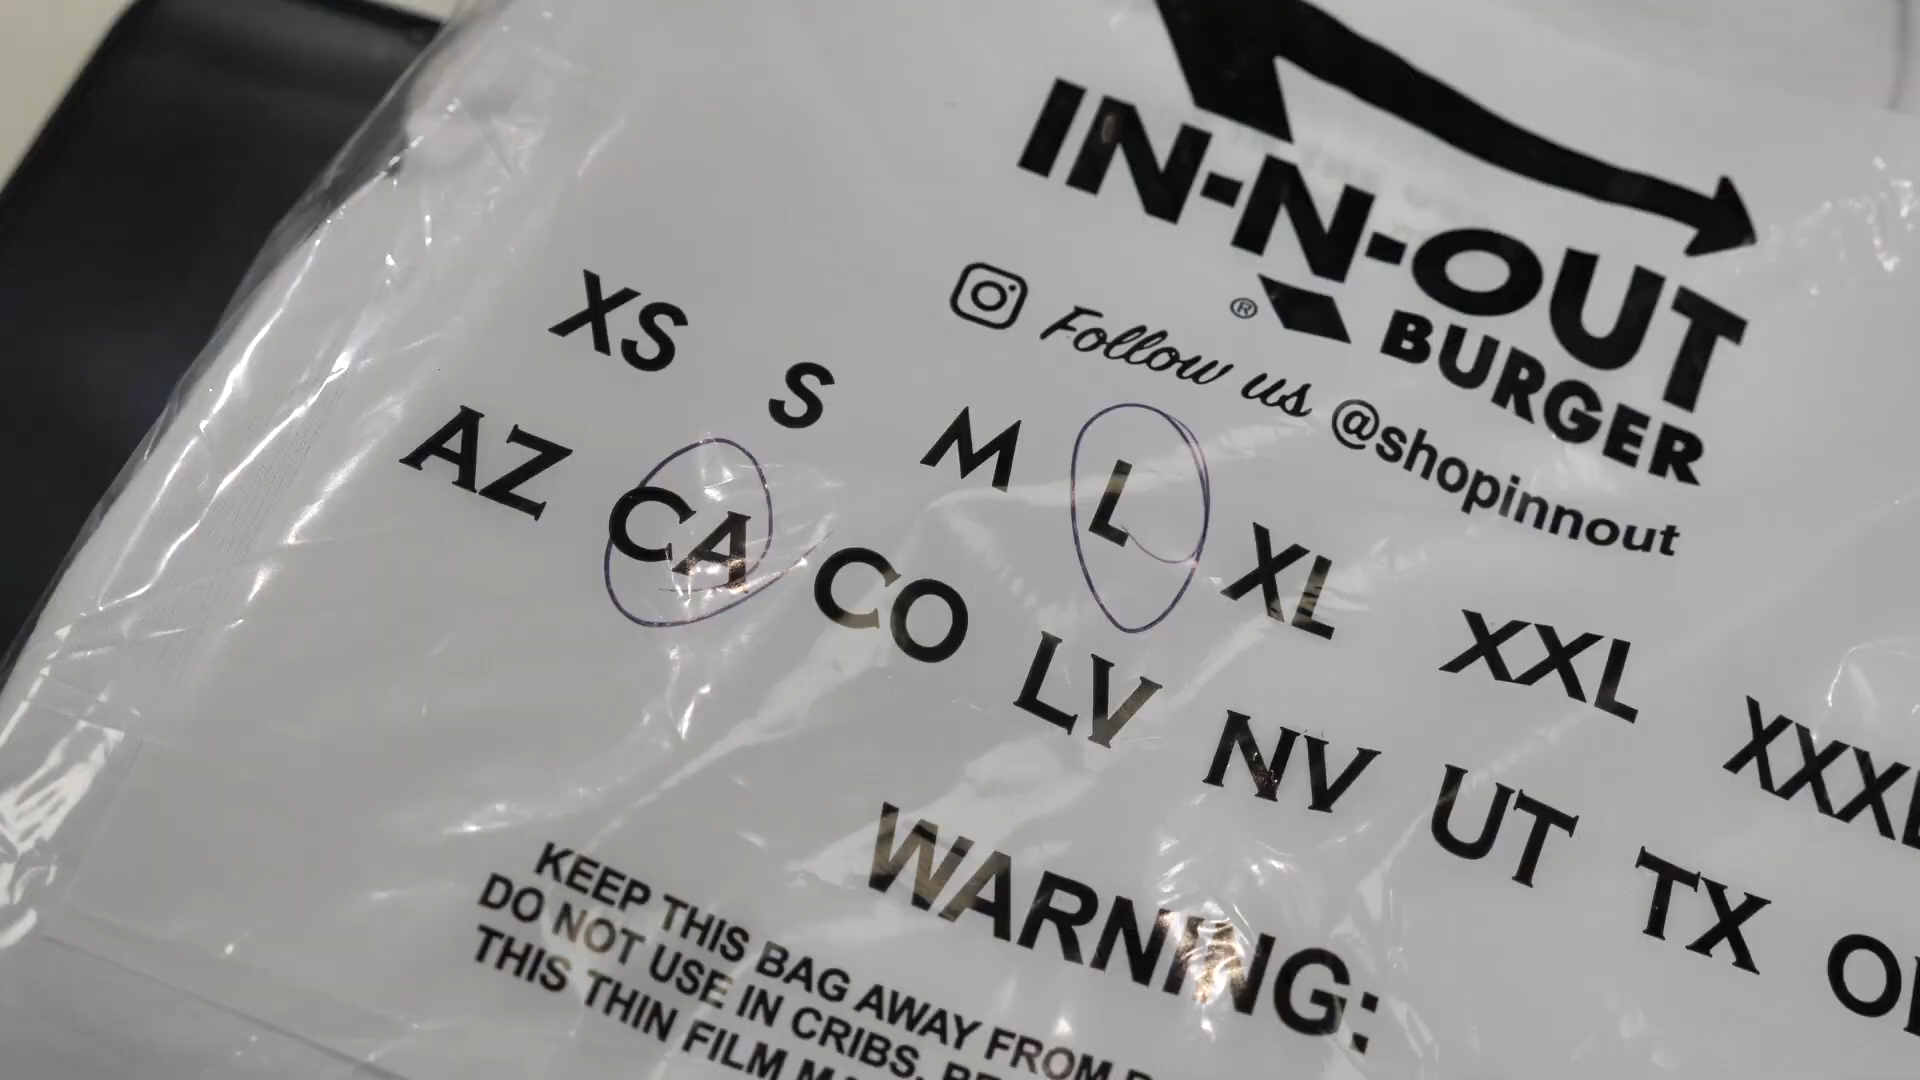 IN-N-OUT
® BURGER
Follow us @shopinnout
XS S M L XL XXL
AZ CA CO LV NV UT TX
WARNING:
KEEP THIS BAG AWAY FROM
DO NOT USE IN CRIBS,
THIS THIN FILM